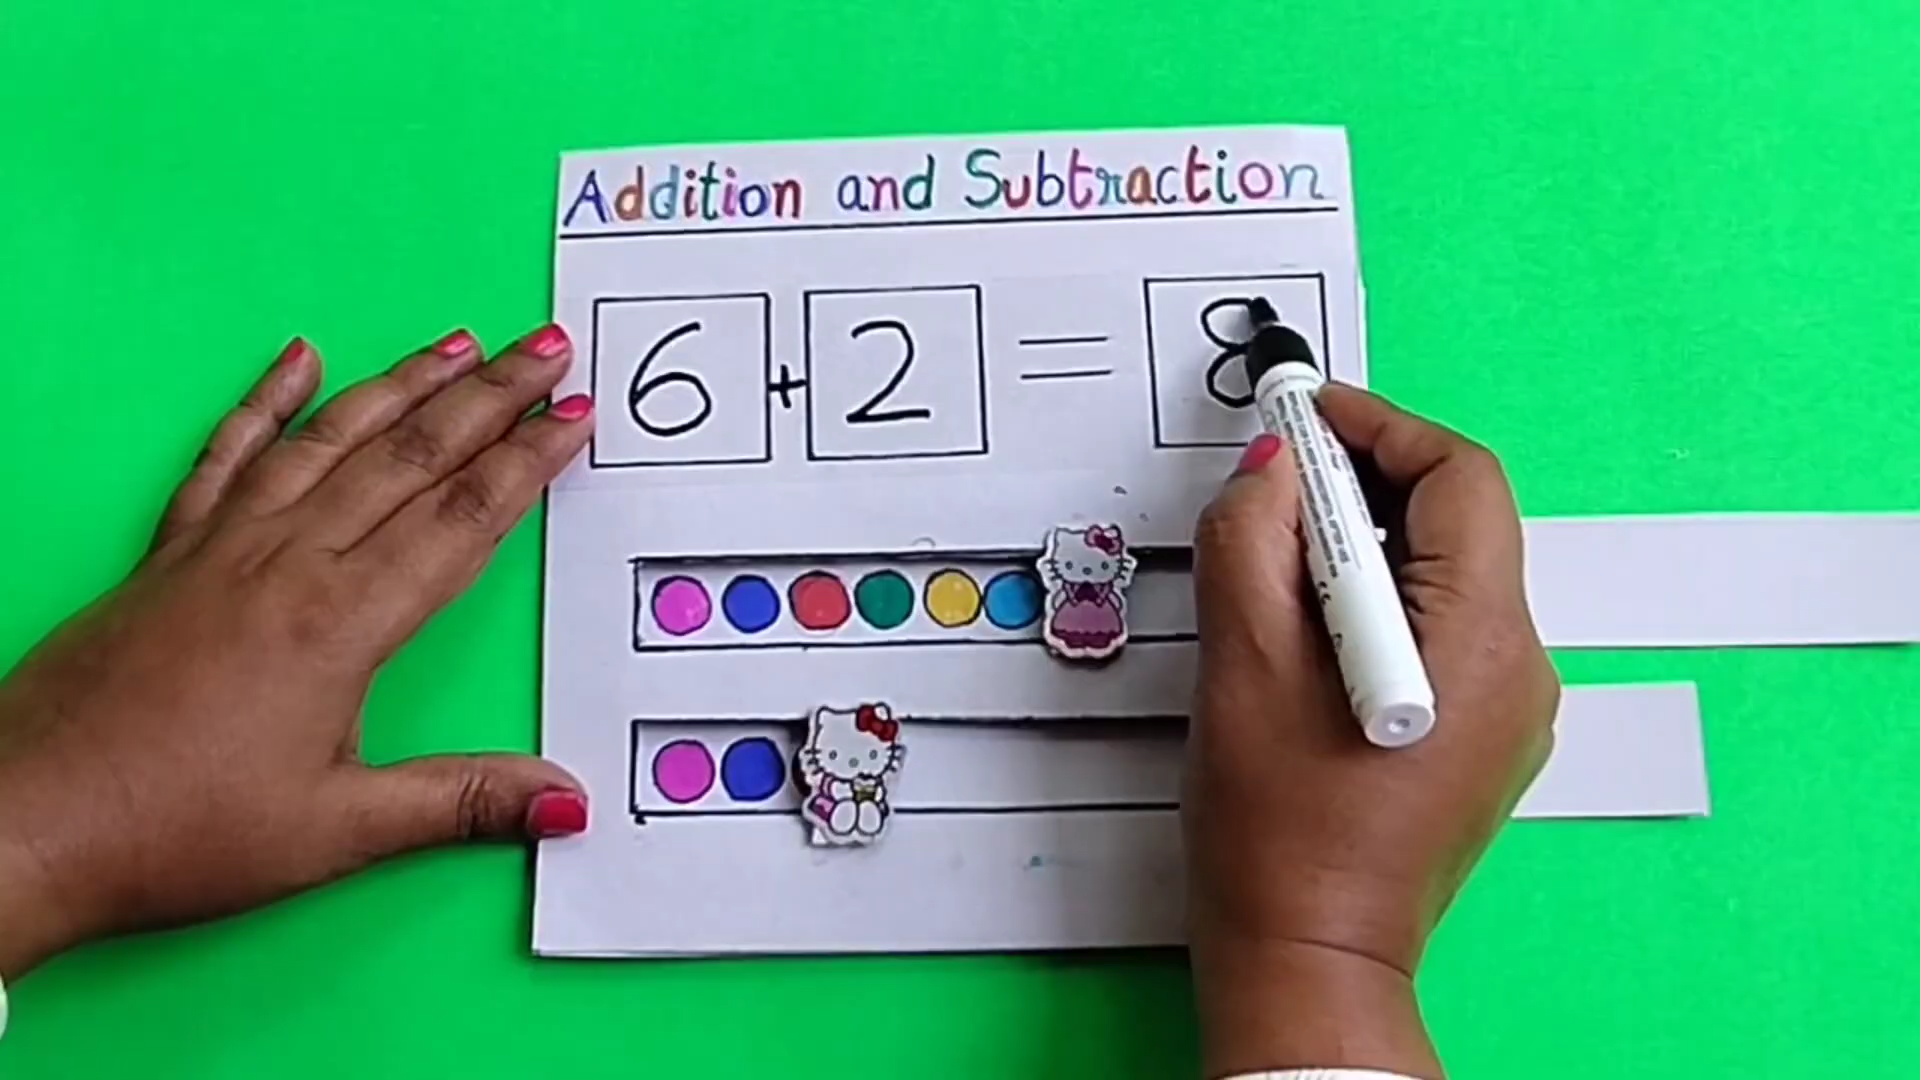 Addition and Subtraction
6 + 2 = 8